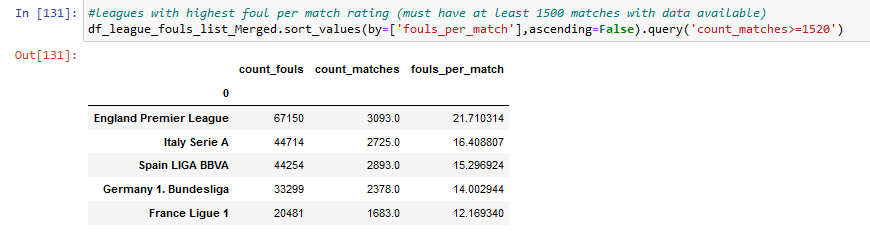 In [131]: #leagues with highest foul per match rating (must have at least 1500 matches with data available)
df_league_fouls_list_Merged.sort_values(by=['fouls_per_match'],ascending=False).query('count_matches>=1520')
Out[131]:
count_fouls count_matches fouls_per_match
0
England Premier League 67150 3093.0 21.710314
Italy Serie A 44714 2725.0 16.408807
Spain LIGA BBVA 44254 2893.0 15.296924
Germany 1. Bundesliga 33299 2378.0 14.002944
France Ligue 1 20481 1683.0 12.169340